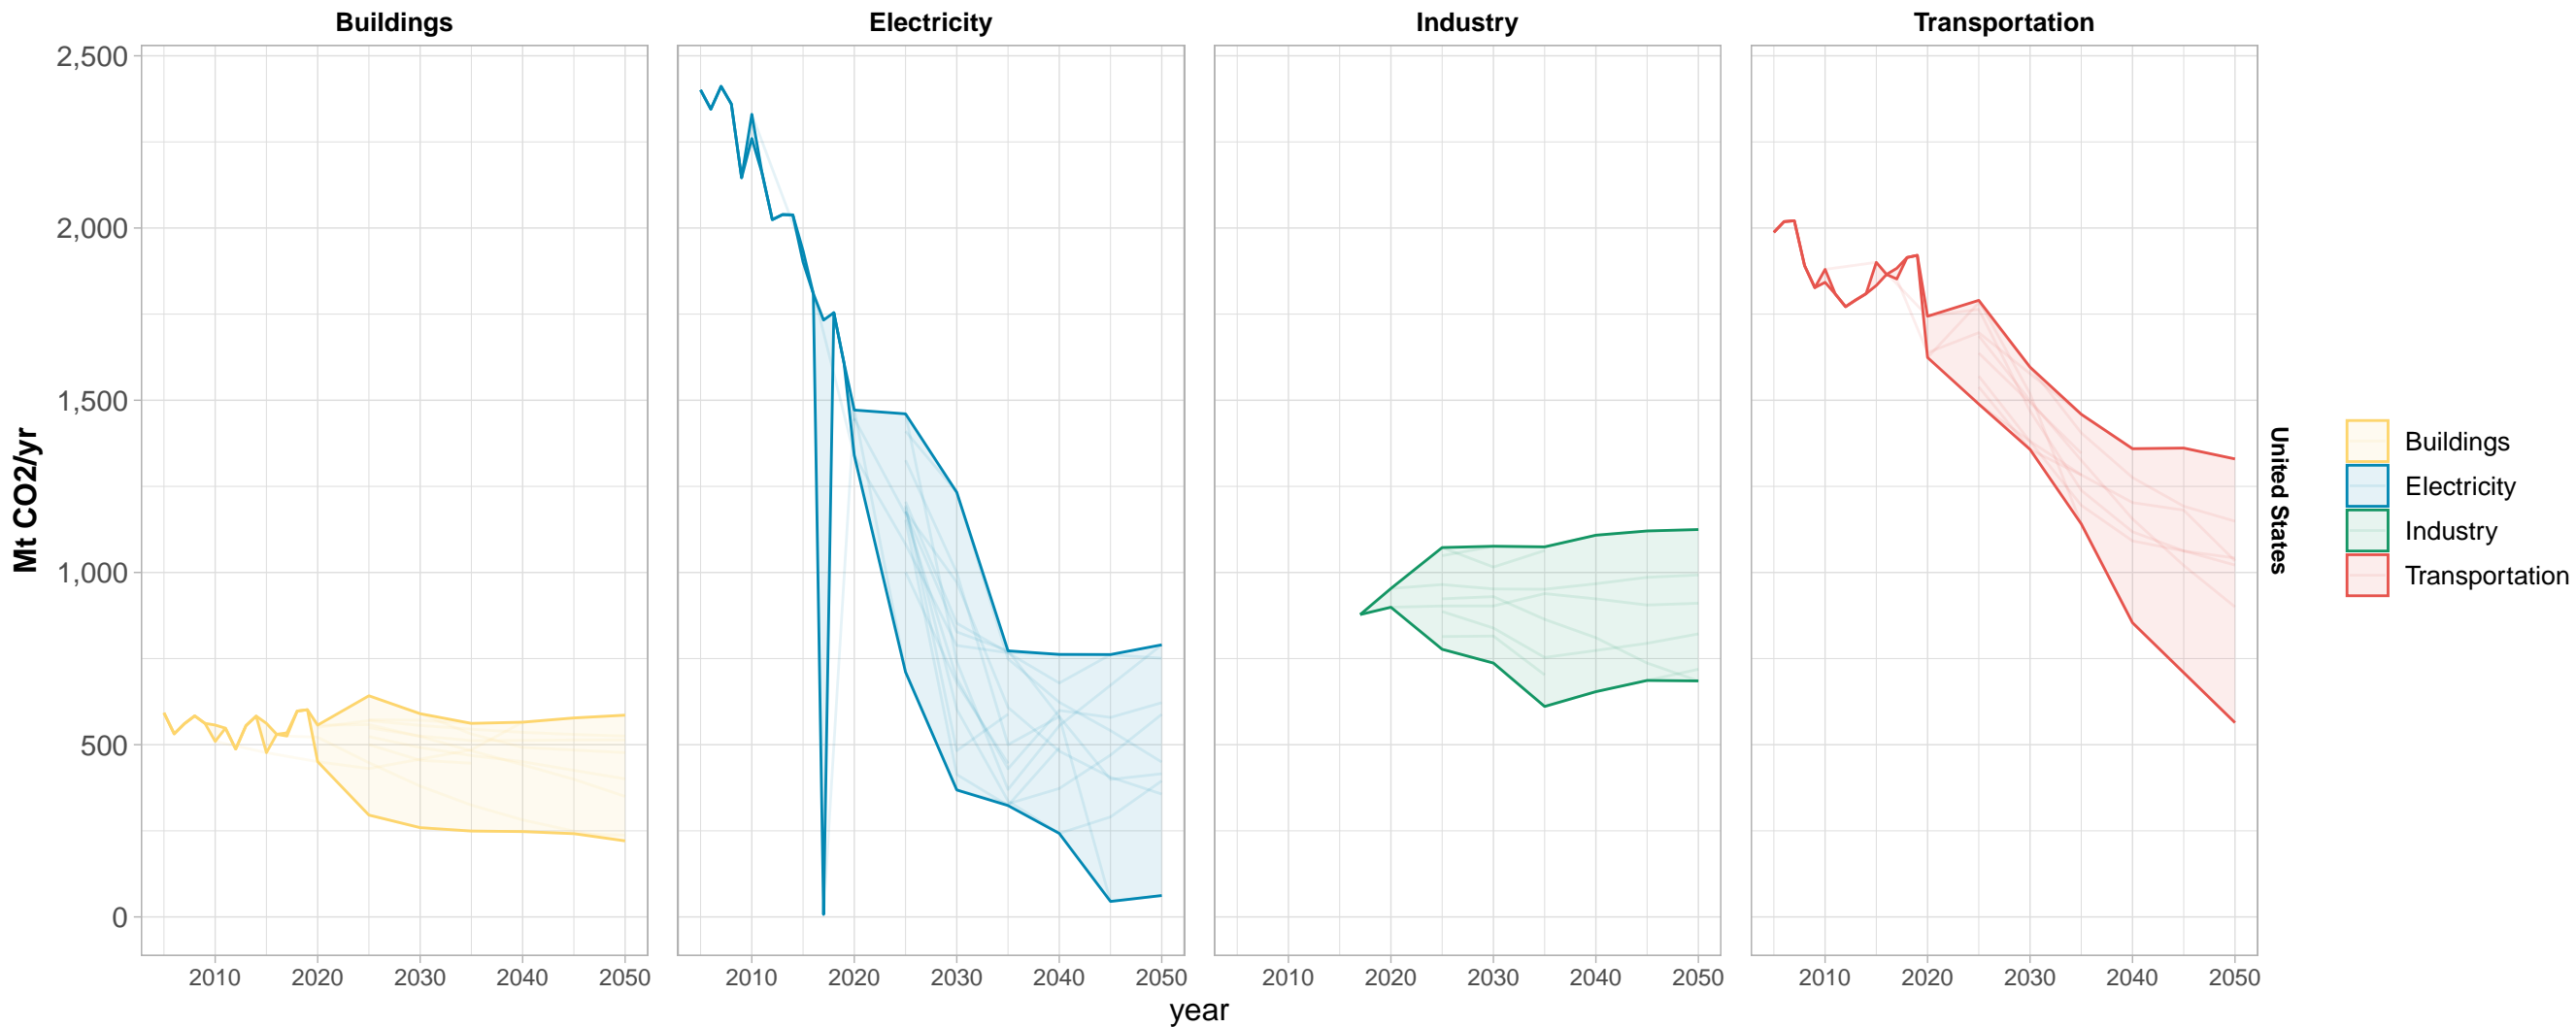 Buildings Electricity Industry Transportation
2,500
2,000
1,500
1,000
500
0
Mt CO2/yr
2010 2020 2030 2040 2050 2010 2020 2030 2040 2050 2010 2020 2030 2040 2050 2010 2020 2030 2040 2050
year
United States
Buildings
Electricity
Industry
Transportation